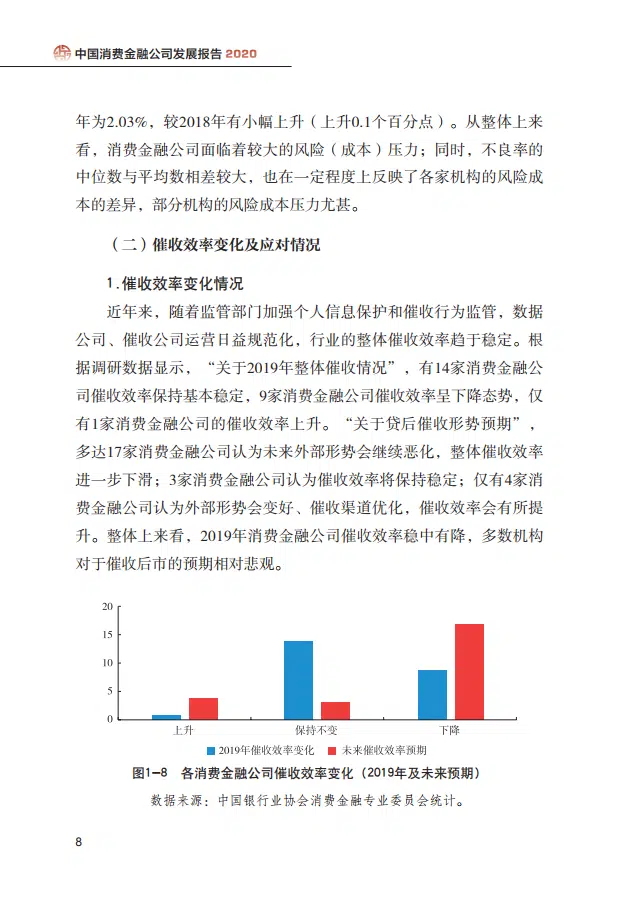 中国消费金融公司发展报告 2020
年为2.03%，较2018年有小幅上升（上升0.1个百分点）。从整体上来
看，消费金融公司面临着较大的风险（成本）压力；同时，不良率的
中位数与平均数相差较大，也在一定程度上反映了各家机构的风险成
本的差异，部分机构的风险成本压力尤甚。
（二）催收效率变化及应对情况
1.催收效率变化情况
近年来，随着监管部门加强个人信息保护和催收行为监管，数据
公司、催收公司运营日益规范化，行业的整体催收效率趋于稳定。根
据调研数据显示，“关于2019年整体催收情况”，有14家消费金融公
司催收效率保持基本稳定，9家消费金融公司催收效率呈下降态势，仅
有1家消费金融公司的催收效率上升。“关于贷后催收形势预期”，
多达17家消费金融公司认为未来外部形势会继续恶化，整体催收效率
进一步下滑；3家消费金融公司认为催收效率将保持稳定；仅有4家消
费金融公司认为外部形势会变好、催收渠道优化，催收效率会有所提
升。整体上来看，2019年消费金融公司催收效率稳中有降，多数机构
对于催收后市的预期相对悲观。
20
15
10
5
0
上升 保持不变 下降
2019年催收效率变化 未来催收效率预期
图1-8 各消费金融公司催收效率变化（2019年及未来预期）
数据来源：中国银行业协会消费金融专业委员会统计。
8